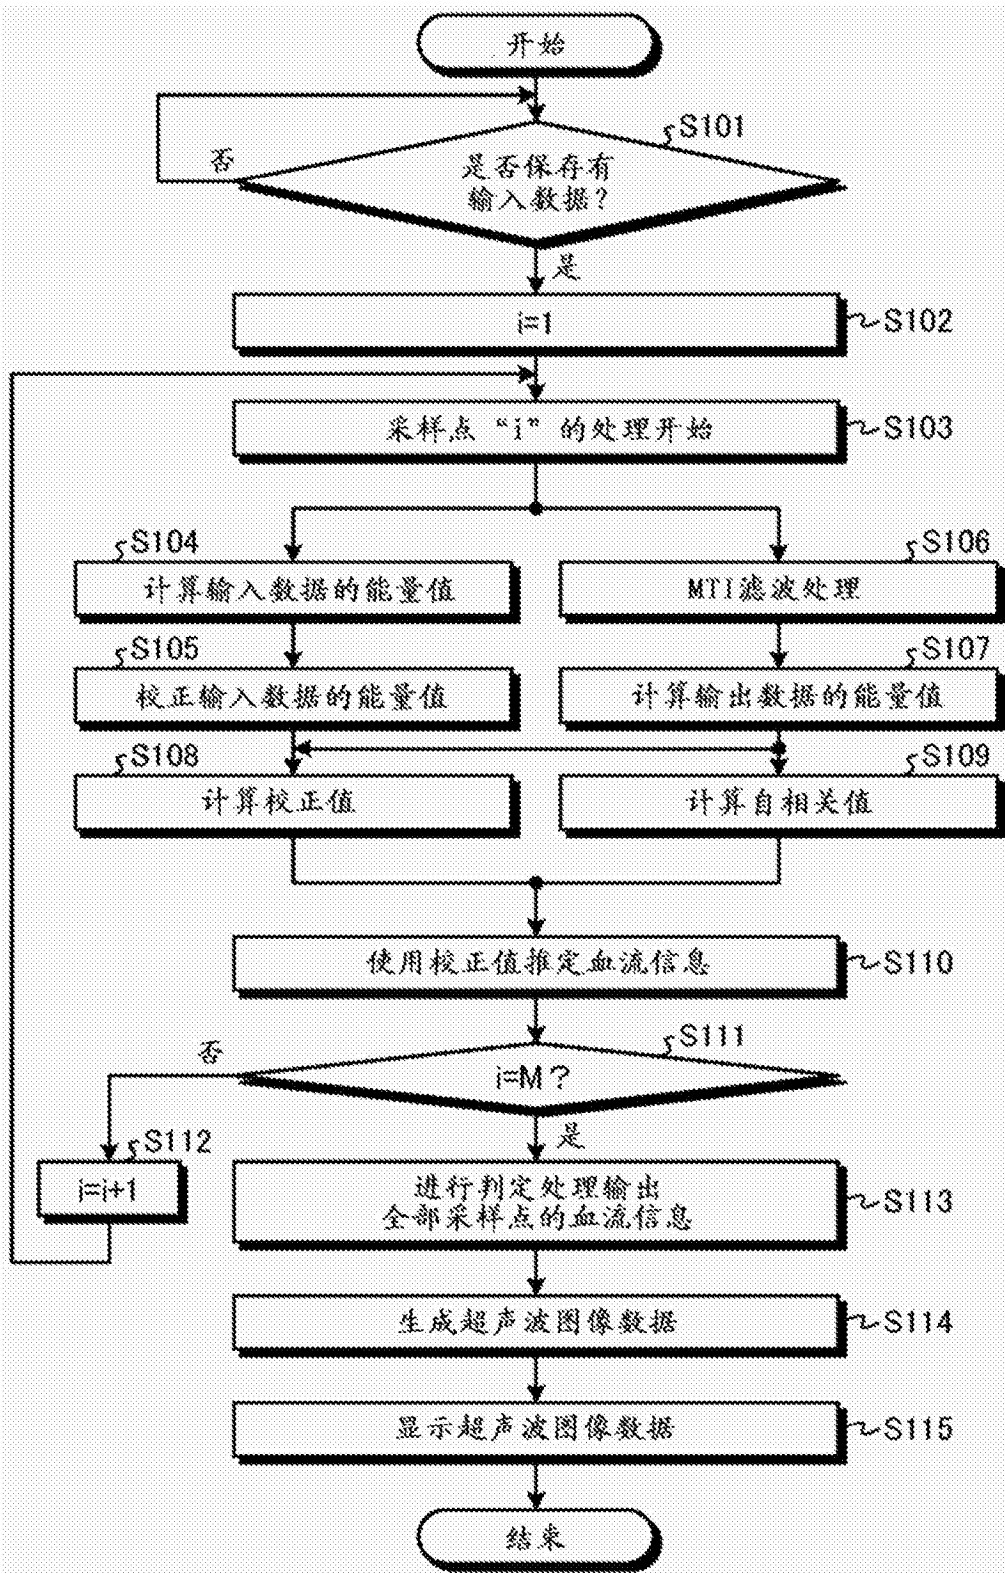 开始
S101
否
是否保存有
输入数据?
是
i=1
S102
采样点“i”的处理开始
S103
S104
计算输入数据的能量值
S106
MTI滤波处理
S105
校正输入数据的能量值
S107
计算输出数据的能量值
S108
计算校正值
S109
计算自相关值
使用校正值推定血流信息
S110
S111
否
i=M?
是
S112
i=i+1
进行判定处理输出
全部采样点的血流信息
S113
生成超声波图像数据
S114
显示超声波图像数据
S115
结束